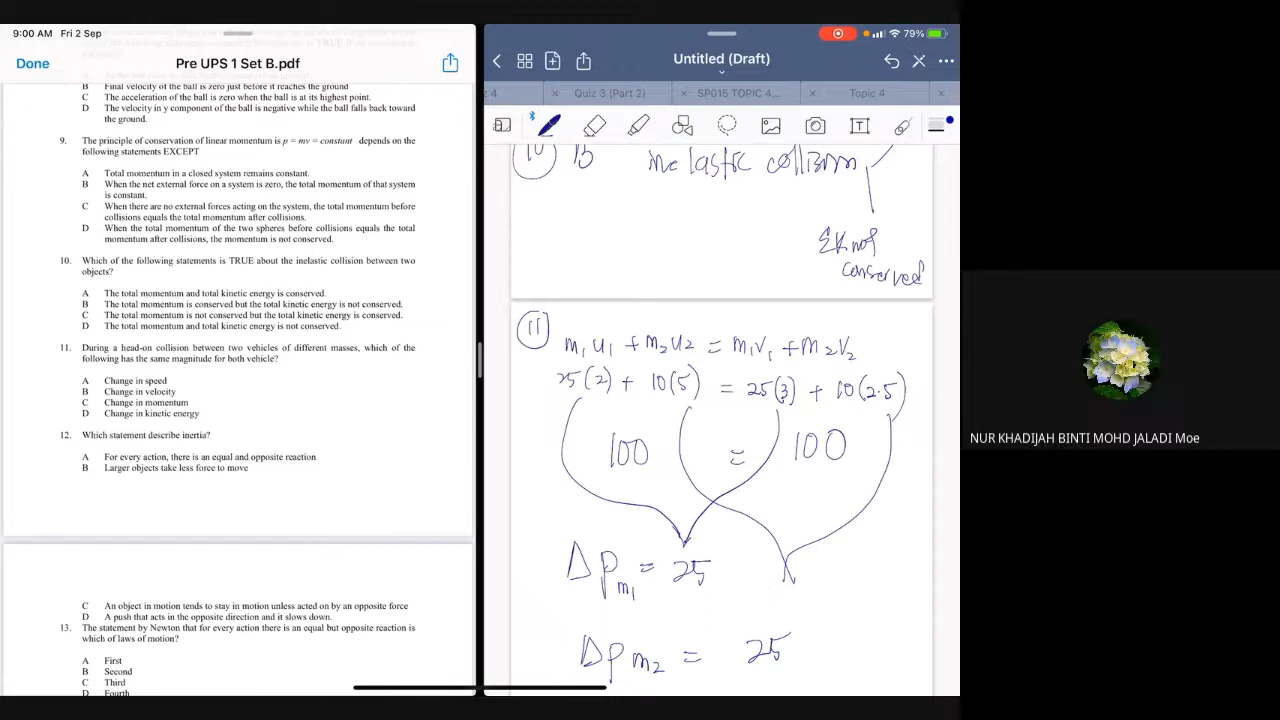 9:00 AM Fri 2 Sep
79%
Done
Pre UPS 1 Set B.pdf
B Final velocity of the ball is zero just before it reaches the ground
C The acceleration of the ball is zero when the ball is at its highest point.
D The velocity in y component of the ball is negative while the ball falls back toward
the ground.
9. The principle of conservation of linear momentum is p = mv = constant depends on the
following statements EXCEPT
A Total momentum in a closed system remains constant.
B When the net external force on a system is zero, the total momentum of that system
is constant.
C When there are no external forces acting on the system, the total momentum before
collisions equals the total momentum after collisions.
D When the total momentum of the two spheres before collisions equals the total
momentum after collisions, the momentum is not conserved.
10. Which of the following statements is TRUE about the inelastic collision between two
objects?
A The total momentum and total kinetic energy is conserved.
B The total momentum is conserved but the total kinetic energy is not conserved.
C The total momentum is not conserved but the total kinetic energy is conserved.
D The total momentum and total kinetic energy is not conserved.
11. During a head-on collision between two vehicles of different masses, which of the
following has the same magnitude for both vehicle?
A Change in speed
B Change in velocity
C Change in momentum
D Change in kinetic energy
12. Which statement describe inertia?
A For every action, there is an equal and opposite reaction
B Larger objects take less force to move
C An object in motion tends to stay in motion unless acted on by an opposite force
D A push that acts in the opposite direction and it slows down.
13. The statement by Newton that for every action there is an equal but opposite reaction is
which of laws of motion?
A First
B Second
C Third
D Fourth
Untitled (Draft)
z 4
Quiz 3 (Part 2)
SP015 TOPIC 4...
Topic 4
10 B inelastic collision
ΣK not
conserved
11
m₁u₁ + m₂u₂ = m₁v₁ + m₂v₂
25(2) + 10(5) = 25(3) + 10(2.5)
100 = 100
Δp m₁ = 25
Δp m₂ = 25
NUR KHADIJAH BINTI MOHD JALADI Moe